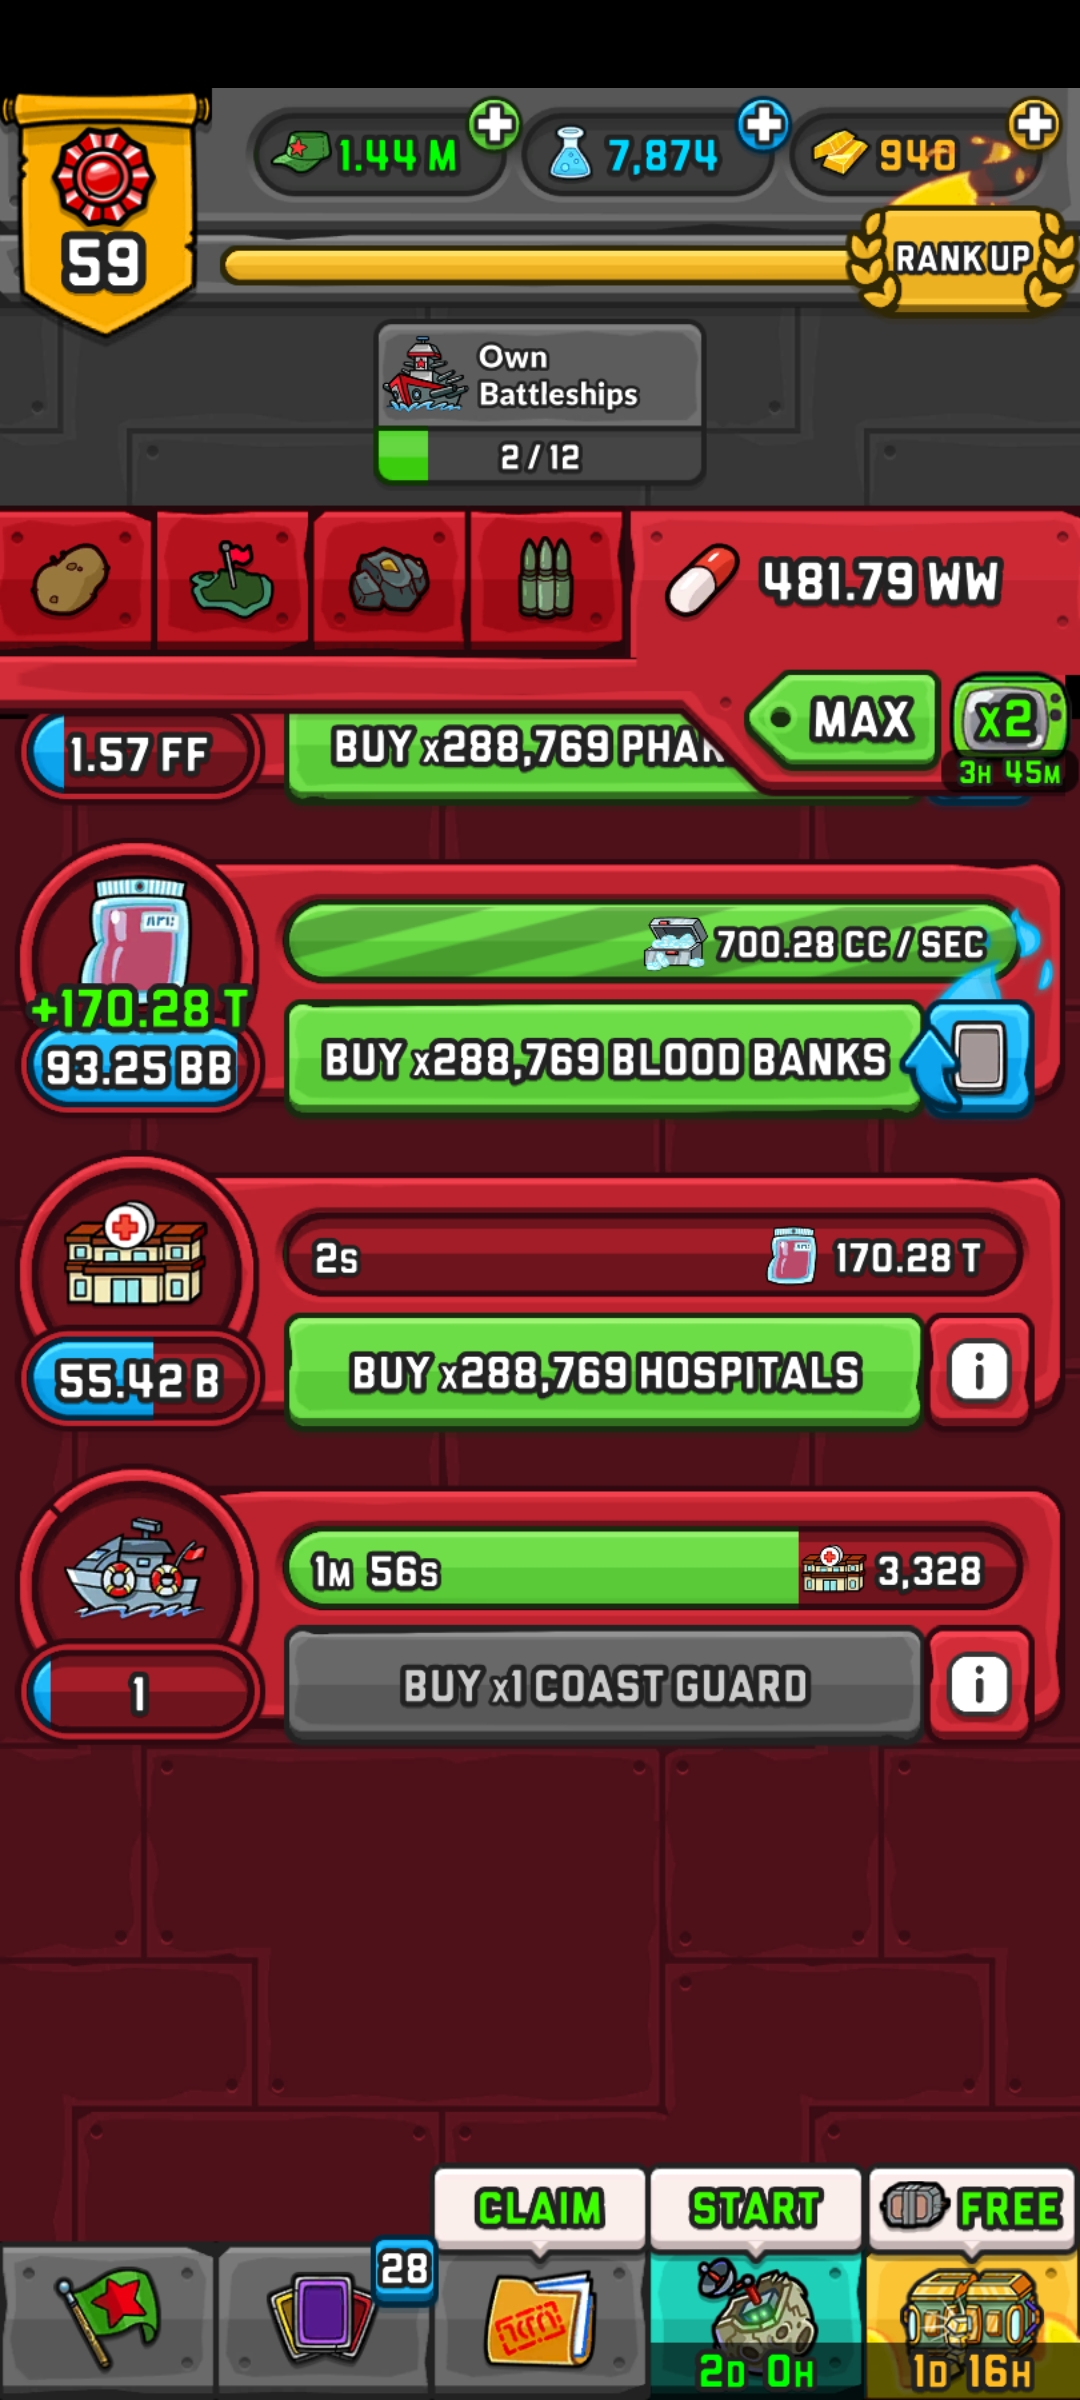 1.44 M
7,874
940
59
RANK UP
Own
Battleships
2 / 12
481.79 WW
MAX
x2
3H 45M
1.57 FF
BUY x288,769
700.28 CC / SEC
+170.28 T
93.25 BB
BUY x288,769 BLOOD BANKS
2s
170.28 T
55.42 B
BUY x288,769 HOSPITALS
i
1M 56s
3,328
1
BUY x1 COAST GUARD
i
CLAIM
START
FREE
28
2D 0H
1D 16H